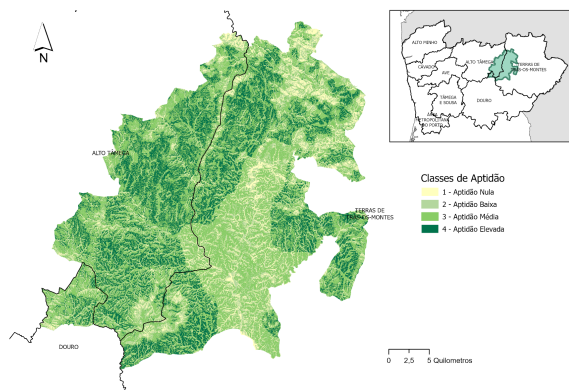 N
ALTO TÂMEGA
TERRAS DE
TRÁS-OS-MONTES
DOURO
ALTO MINHO
CÁVADO
AVE
ALTO TÂMEGA
TERRAS DE
TRÁS-OS-MONTES
TÂMEGA
E SOUSA
DOURO
ÁREA
METROPOLITANA
DO PORTO
Classes de Aptidão
1 - Aptidão Nula
2 - Aptidão Baixa
3 - Aptidão Média
4 - Aptidão Elevada
0 2,5 5 Quilometros